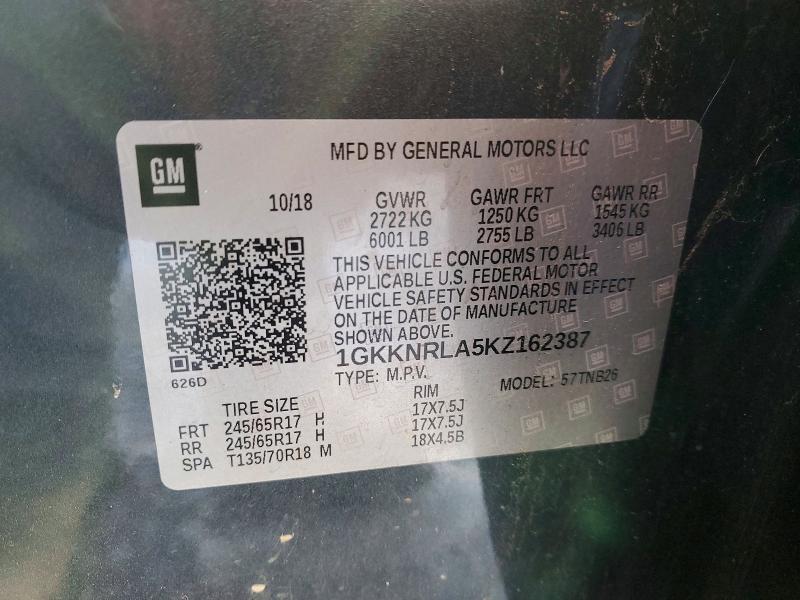 GM
MFD BY GENERAL MOTORS LLC
10/18 GVWR GAWR FRT GAWR RR
2722 KG 1250 KG 1545 KG
6001 LB 2755 LB 3406 LB
THIS VEHICLE CONFORMS TO ALL
APPLICABLE U.S. FEDERAL MOTOR
VEHICLE SAFETY STANDARDS IN EFFECT
ON THE DATE OF MANUFACTURE
SHOWN ABOVE.
1GKKNRLA5KZ162387
626D
TYPE: M.P.V. MODEL: 57TNB26
TIRE SIZE RIM
FRT 245/65R17 H 17X7.5J
RR 245/65R17 H 17X7.5J
SPA T135/70R18 M 18X4.5B